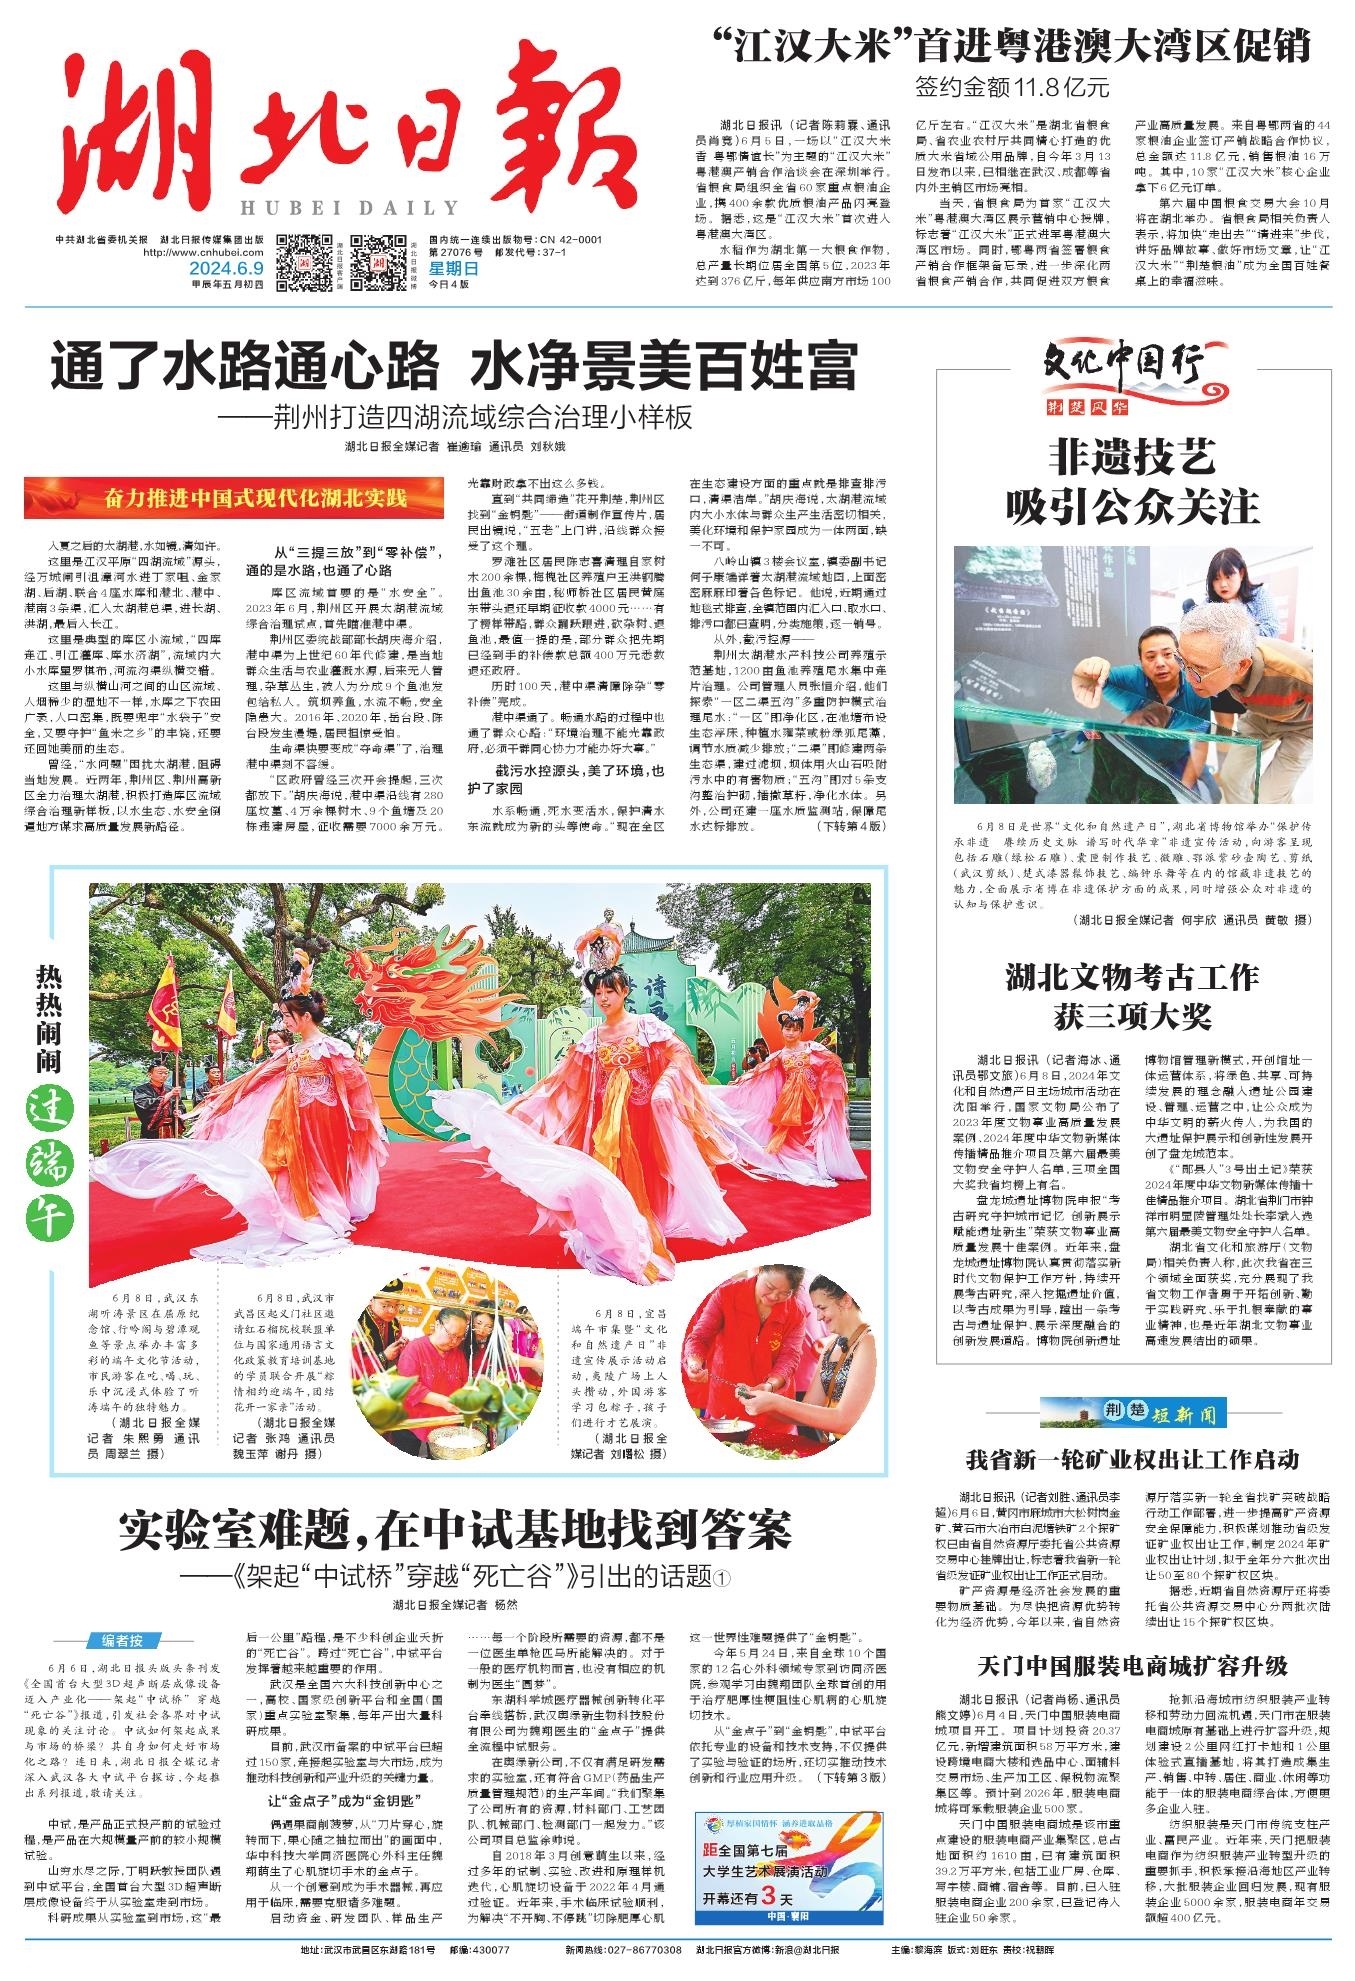 湖北日報
HUBEI DAILY
中共湖北省委机关报 湖北日报传媒集团出版
http://www.cnhubei.com
2024.6.9
甲辰年五月初四
湖北日报客户端
湖北日报微博
国内统一连续出版物号:CN 42-0001
第27076号 邮发代号:37-1
星期日
今日4版
“江汉大米”首进粤港澳大湾区促销
签约金额11.8亿元
湖北日报讯(记者陈莉霖、通讯
员肖竞)6月5日,一场以“江汉大米
香 粤鄂情谊长”为主题的“江汉大米”
粤港澳产销合作洽谈会在深圳举行。
省粮食局组织全省60家重点粮油企
业,携400余款优质粮油产品闪亮登
场。据悉,这是“江汉大米”首次进入
粤港澳大湾区。
水稻作为湖北第一大粮食作物,
总产量长期位居全国第5位,2023年
达到376亿斤,每年供应南方市场100
亿斤左右。“江汉大米”是湖北省粮食
局、省农业农村厅共同精心打造的优
质大米省域公用品牌,自今年3月13
日发布以来,已相继在武汉、成都等省
内外主销区市场亮相。
当天,省粮食局为首家“江汉大
米”粤港澳大湾区展示营销中心授牌,
标志着“江汉大米”正式进军粤港澳大
湾区市场。同时,鄂粤两省签署粮食
产销合作框架备忘录,进一步深化两
省粮食产销合作,共同促进双方粮食
产业高质量发展。来自粤鄂两省的44
家粮油企业签订产销战略合作协议,
总金额达11.8亿元,销售粮油16万
吨。其中,10家“江汉大米”核心企业
拿下6亿元订单。
第六届中国粮食交易大会10月
将在湖北举办。省粮食局相关负责人
表示,将加快“走出去”“请进来”步伐,
讲好品牌故事、做好市场文章,让“江
汉大米”“荆楚粮油”成为全国百姓餐
桌上的幸福滋味。
通了水路通心路 水净景美百姓富
——荆州打造四湖流域综合治理小样板
湖北日报全媒记者 崔逾瑜 通讯员 刘秋娥
奋力推进中国式现代化湖北实践
入夏之后的太湖港,水如镜,清如许。
这里是江汉平原“四湖流域”源头,
经万城闸引沮漳河水进丁家咀、金家
湖、后湖,联合4座水库和港北、港中、
港南3条渠,汇入太湖港总渠,进长湖、
洪湖,最后入长江。
这里是典型的库区小流域,“四库
连江、引江灌库、库水济湖”,流域内大
小水库星罗棋布,河流沟渠纵横交错。
这里与纵横山河之间的山区流域、
人烟稀少的湿地不一样,水库之下农田
广袤,人口密集,既要兜牢“水袋子”安
全,又要守护“鱼米之乡”的丰饶,还要
还回她美丽的生态。
曾经,“水问题”困扰太湖港,阻碍
当地发展。近两年,荆州区、荆州高新
区全力治理太湖港,积极打造库区流域
综合治理新样板,以水生态、水安全倒
逼地方谋求高质量发展新路径。
从“三提三放”到“零补偿”,
通的是水路,也通了心路
库区流域首要的是“水安全”。
2023年6月,荆州区开展太湖港流域
综合治理试点,首先瞄准港中渠。
荆州区委统战部部长胡庆海介绍,
港中渠为上世纪60年代修建,是当地
群众生活与农业灌溉水源,后来无人管
理,杂草丛生,被人为分成9个鱼池发
包给私人。筑坝养鱼,水流不畅,安全
隐患大。2016年、2020年,岳台段、陈
台段发生漫堤,居民担惊受怕。
生命渠快要变成“夺命渠”了,治理
港中渠刻不容缓。
“区政府曾经三次开会提起,三次
都放下。”胡庆海说,港中渠沿线有280
座坟墓、4万余棵树木、9个鱼塘及20
栋违建房屋,征收需要7000余万元。
光靠财政拿不出这么多钱。
直到“共同缔造”花开荆楚,荆州区
找到“金钥匙”——街道制作宣传片,居
民出镜说,“五老”上门讲,沿线群众接
受了这个理。
罗滩社区居民陈志喜清理自家树
木200余棵,梅槐社区养殖户王洪钢腾
出鱼池30余亩,秘师桥社区居民黄庭
东带头退还早期征收款4000元……有
了榜样带路,群众踊跃跟进,砍杂树、退
鱼池,最值一提的是,部分群众把先期
已经到手的补偿款总额400万元悉数
退还政府。
历时100天,港中渠清障除杂“零
补偿”完成。
港中渠通了。畅通水路的过程中也
通了群众心路:“环境治理不能光靠政
府,必须干群同心协力才能办好大事。”
截污水控源头,美了环境,也
护了家园
水系畅通,死水变活水,保护清水
东流就成为新的头等使命。“现在全区
在生态建设方面的重点就是排查排污
口,清渠洁岸。”胡庆海说,太湖港流域
内大小水体与群众生产生活密切相关,
美化环境和保护家园成为一体两面,缺
一不可。
八岭山镇3楼会议室,镇委副书记
何子康端详着太湖港流域地图,上面密
密麻麻印着各色标记。他说,近期通过
地毯式排查,全镇范围内汇入口、取水口、
排污口都已查明,分类施策,逐一销号。
从外,截污控源——
荆州太湖港水产科技公司养殖示
范基地,1200亩鱼池养殖尾水集中连
片治理。公司管理人员张恒介绍,他们
探索“一区二渠五沟”多重防护模式治
理尾水:“一区”即净化区,在池塘布设
生态浮床,种植水蕹菜或粉绿狐尾藻,
调节水质减少排放;“二渠”即修建两条
生态渠,建过滤坝,坝体用火山石吸附
污水中的有害物质;“五沟”即对5条支
沟整治护砌,播撒草籽,净化水体。另
外,公司还建一座水质监测站,保障尾
水达标排放。 (下转第4版)
文化中国行
荆楚风华
非遗技艺
吸引公众关注
6月8日是世界“文化和自然遗产日”,湖北省博物馆举办“保护传
承非遗 赓续历史文脉 谱写时代华章”非遗宣传活动,向游客呈现
包括石雕(绿松石雕)、囊匣制作技艺、微雕、鄂派紫砂壶陶艺、剪纸
(武汉剪纸)、楚式漆器髹饰技艺、编钟乐舞等在内的馆藏非遗技艺的
魅力,全面展示省博在非遗保护方面的成果,同时增强公众对非遗的
认知与保护意识。
(湖北日报全媒记者 何宇欣 通讯员 黄敏 摄)
湖北文物考古工作
获三项大奖
湖北日报讯(记者海冰、通
讯员鄂文旅)6月8日,2024年文
化和自然遗产日主场城市活动在
沈阳举行,国家文物局公布了
2023年度文物事业高质量发展
案例、2024年度中华文物新媒体
传播精品推介项目及第六届最美
文物安全守护人名单,三项全国
大奖我省均榜上有名。
盘龙城遗址博物院申报“考
古研究守护城市记忆 创新展示
赋能遗址新生”荣获文物事业高
质量发展十佳案例。近年来,盘
龙城遗址博物院认真贯彻落实新
时代文物保护工作方针,持续开
展考古研究,深入挖掘遗址价值,
以考古成果为引导,蹚出一条考
古与遗址保护、展示深度融合的
创新发展道路。博物院创新遗址
博物馆管理新模式,开创馆址一
体运营体系,将绿色、共享、可持
续发展的理念融入遗址公园建
设、管理、运营之中,让公众成为
中华文明的薪火传人,为我国的
大遗址保护展示和创新性发展开
创了盘龙城范本。
《“郧县人”3号出土记》荣获
2024年度中华文物新媒体传播十
佳精品推介项目。湖北省荆门市钟
祥市明显陵管理处处长李斌入选
第六届最美文物安全守护人名单。
湖北省文化和旅游厅(文物
局)相关负责人称,此次我省在三
个领域全面获奖,充分展现了我
省文物工作者勇于开拓创新、勤
于实践研究、乐于扎根奉献的事
业精神,也是近年湖北文物事业
高速发展结出的硕果。
热热闹闹
过端午
6月8日,武汉东
湖听涛景区在屈原纪
念馆、行吟阁与碧潭观
鱼等景点举办丰富多
彩的端午文化节活动,
市民游客在吃、喝、玩、
乐中沉浸式体验了听
涛端午的独特魅力。
(湖北日报全媒
记者 朱熙勇 通讯
员 周翠兰 摄)
6月8日,武汉市
武昌区起义门社区邀
请红石榴院校联盟单
位与国家通用语言文
化政策教育培训基地
的学员联合开展“粽
情相约迎端午,团结
花开一家亲”活动。
(湖北日报全媒
记者 张鸿 通讯员
魏玉萍 谢丹 摄)
6月8日,宜昌
端午市集暨“文化
和自然遗产日”非
遗宣传展示活动启
动,夷陵广场上人
头攒动,外国游客
学习包粽子,孩子
们进行才艺展演。
(湖北日报全
媒记者 刘曙松 摄)
荆楚短新闻
我省新一轮矿业权出让工作启动
湖北日报讯(记者刘胜、通讯员李
超)6月6日,黄冈市麻城市大松树岗金
矿、黄石市大冶市白泥塘铁矿2个探矿
权已由省自然资源厅委托省公共资源
交易中心挂牌出让,标志着我省新一轮
省级发证矿业权出让工作正式启动。
矿产资源是经济社会发展的重
要物质基础。为尽快把资源优势转
化为经济优势,今年以来,省自然资
源厅落实新一轮全省找矿突破战略
行动工作部署,进一步提高矿产资源
安全保障能力,积极谋划推动省级发
证矿业权出让工作,制定2024年矿
业权出让计划,拟于全年分六批次出
让50至80个探矿权区块。
据悉,近期省自然资源厅还将委
托省公共资源交易中心分两批次陆
续出让15个探矿权区块。
天门中国服装电商城扩容升级
湖北日报讯(记者肖杨、通讯员
熊文婷)6月4日,天门中国服装电商
城项目开工。项目计划投资20.37
亿元,新增建筑面积58万平方米,建
设跨境电商大楼和选品中心、面辅料
交易市场、生产加工区、保税物流聚
集区等。预计到2026年,服装电商
城将可承载服装企业500家。
天门中国服装电商城是该市重
点建设的服装电商产业集聚区,总占
地面积约1610亩,已有建筑面积
39.2万平方米,包括工业厂房、仓库、
写字楼、商铺、宿舍等。目前,已入驻
服装电商企业200余家,已登记待入
驻企业50余家。
抢抓沿海城市纺织服装产业转
移和劳动力回流机遇,天门市在服装
电商城原有基础上进行扩容升级,规
划建设2公里网红打卡地和1公里
体验式直播基地,将其打造成集生
产、销售、中转、居住、商业、休闲等功
能于一体的服装电商综合体,方便更
多企业入驻。
纺织服装是天门市传统支柱产
业、富民产业。近年来,天门把服装
电商作为纺织服装产业转型升级的
重要抓手,积极承接沿海地区产业转
移,大批服装企业回归发展,现有服
装企业5000余家,服装电商年交易
额超400亿元。
实验室难题,在中试基地找到答案
——《架起“中试桥”穿越“死亡谷”》引出的话题①
湖北日报全媒记者 杨然
编者按
6月6日,湖北日报头版头条刊发
《全国首台大型3D超声断层成像设备
迈入产业化——架起“中试桥” 穿越
“死亡谷”》报道,引发社会各界对中试
现象的关注讨论。中试如何架起成果
与市场的桥梁?其自身如何走好市场
化之路?连日来,湖北日报全媒记者
深入武汉各大中试平台探访,今起推
出系列报道,敬请关注。
中试,是产品正式投产前的试验过
程,是产品在大规模量产前的较小规模
试验。
山穷水尽之际,丁明跃教授团队遇
到中试平台,全国首台大型3D超声断
层成像设备终于从实验室走到市场。
科研成果从实验室到市场,这“最
后一公里”路程,是不少科创企业夭折
的“死亡谷”。跨过“死亡谷”,中试平台
发挥着越来越重要的作用。
武汉是全国六大科技创新中心之
一,高校、国家级创新平台和全国(国
家)重点实验室聚集,每年产出大量科
研成果。
目前,武汉市备案的中试平台已超
过150家,连接起实验室与大市场,成为
推动科技创新和产业升级的关键力量。
让“金点子”成为“金钥匙”
偶遇果商削菠萝,从“刀片穿心,旋
转而下,果心随之抽拉而出”的画面中,
华中科技大学同济医院心外科主任魏
翔萌生了心肌旋切手术的金点子。
从一个创意到成为手术器械,再应
用于临床,需要克服诸多难题。
启动资金、研发团队、样品生产
……每一个阶段所需要的资源,都不是
一位医生单枪匹马所能解决的。对于
一般的医疗机构而言,也没有相应的机
制为医生“圆梦”。
东湖科学城医疗器械创新转化平
台牵线搭桥,武汉奥绿新生物科技股份
有限公司为魏翔医生的“金点子”提供
全流程中试服务。
在奥绿新公司,不仅有满足研发需
求的实验室,还有符合GMP(药品生产
质量管理规范)的生产车间。“我们聚集
了公司所有的资源,材料部门、工艺团
队、机械部门、检测部门一起发力。”该
公司项目总监徐帅说。
自2018年3月创意萌生以来,经
过多年的试制、实验、改进和原理样机
迭代,心肌旋切设备于2022年4月通
过验证。近年来,手术临床试验顺利,
为解决“不开胸、不停跳”切除肥厚心肌
这一世界性难题提供了“金钥匙”。
今年5月24日,来自全球10个国
家的12名心外科领域专家到访同济医
院,参观学习由魏翔团队全球首创的用
于治疗肥厚性梗阻性心肌病的心肌旋
切技术。
从“金点子”到“金钥匙”,中试平台
依托专业的设备和技术支持,不仅提供
了实验与验证的场所,还切实推动技术
创新和行业应用升级。 (下转第3版)
厚植家国情怀 涵养进取品格
距全国第七届
大学生艺术展演活动
开幕还有3天
中国·襄阳
地址:武汉市武昌区东湖路181号 邮编:430077 新闻热线:027-86770308 湖北日报官方微博:新浪@湖北日报 主编:黎海滨 版式:刘旺东 责校:祝朝晖